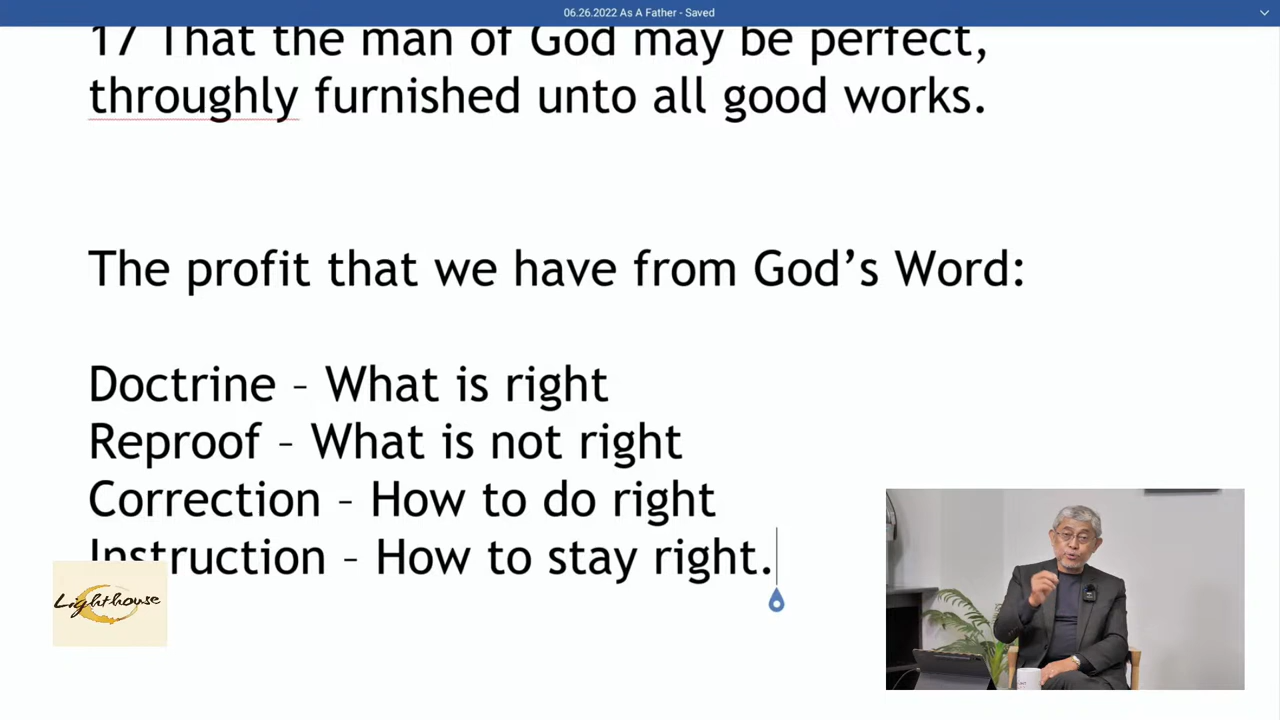 06.26.2022 As A Father - Saved
17 That the man of God may be perfect,
throughly furnished unto all good works.
The profit that we have from God’s Word:
Doctrine – What is right
Reproof – What is not right
Correction – How to do right
Instruction – How to stay right.
Lighthouse